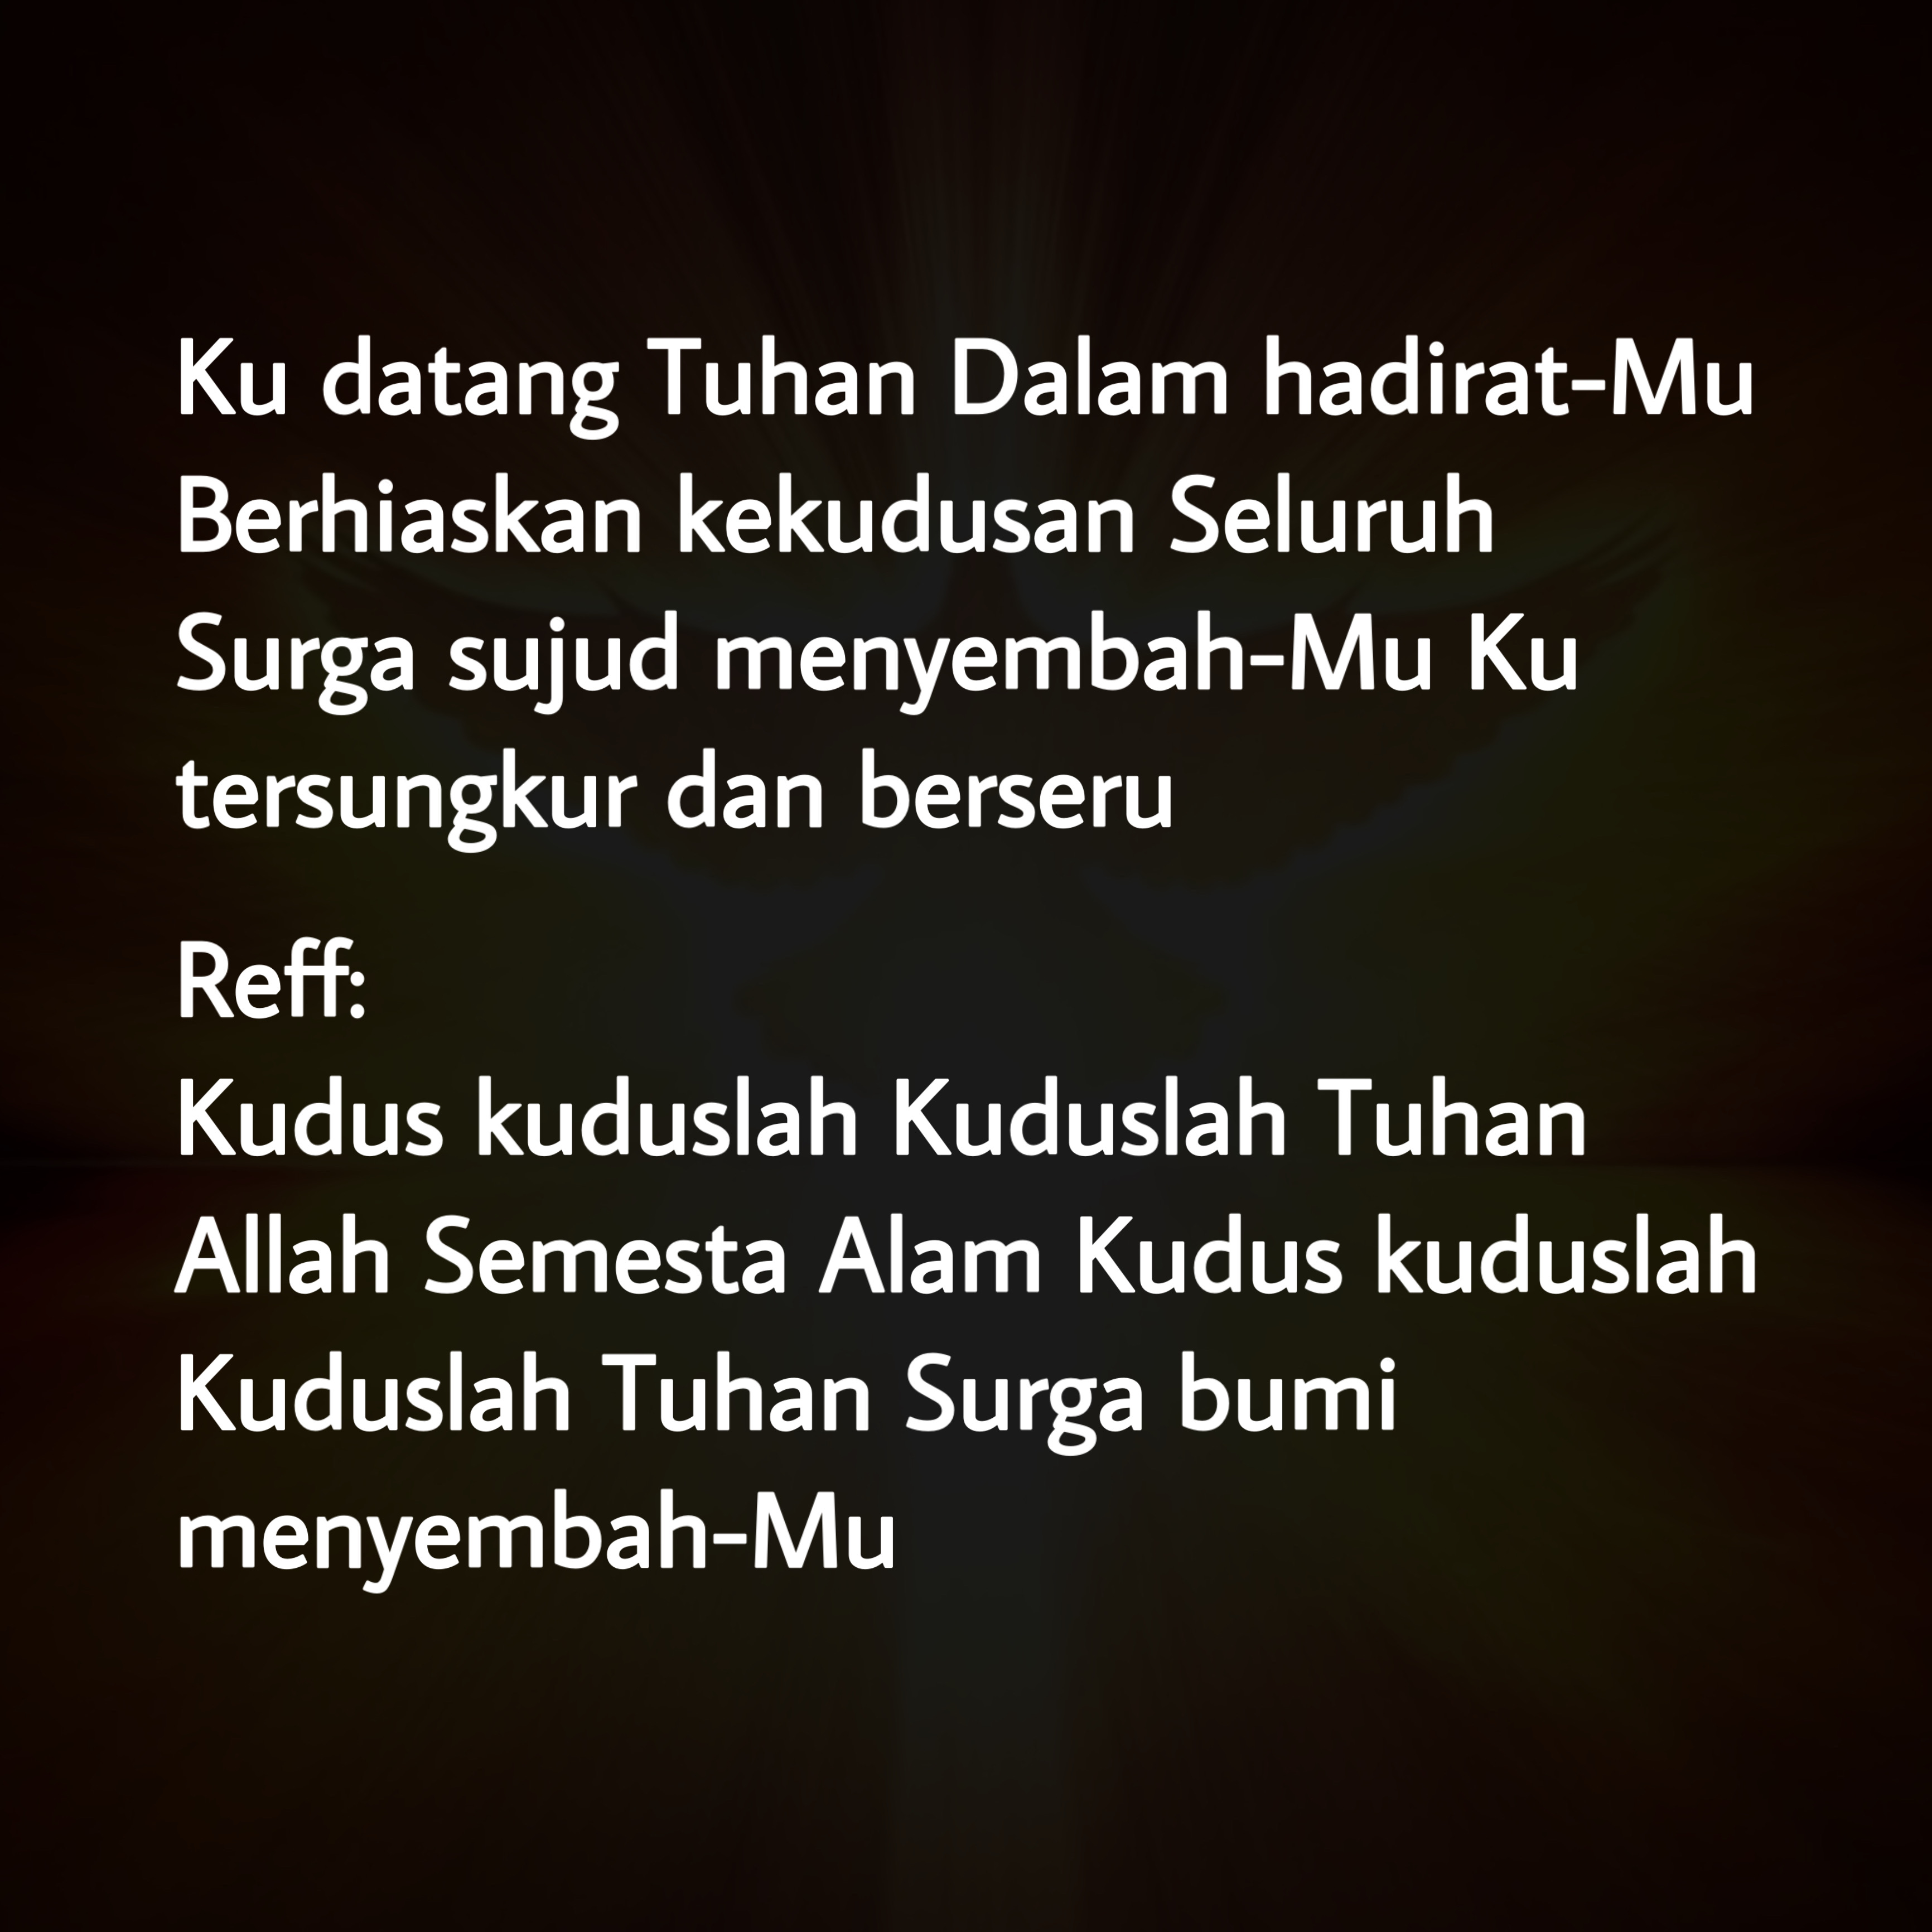 Ku datang Tuhan Dalam hadirat-Mu
Berhiaskan kekudusan Seluruh
Surga sujud menyembah-Mu Ku
tersungkur dan berseru
Reff:
Kudus kuduslah Kuduslah Tuhan
Allah Semesta Alam Kudus kuduslah
Kuduslah Tuhan Surga bumi
menyembah-Mu